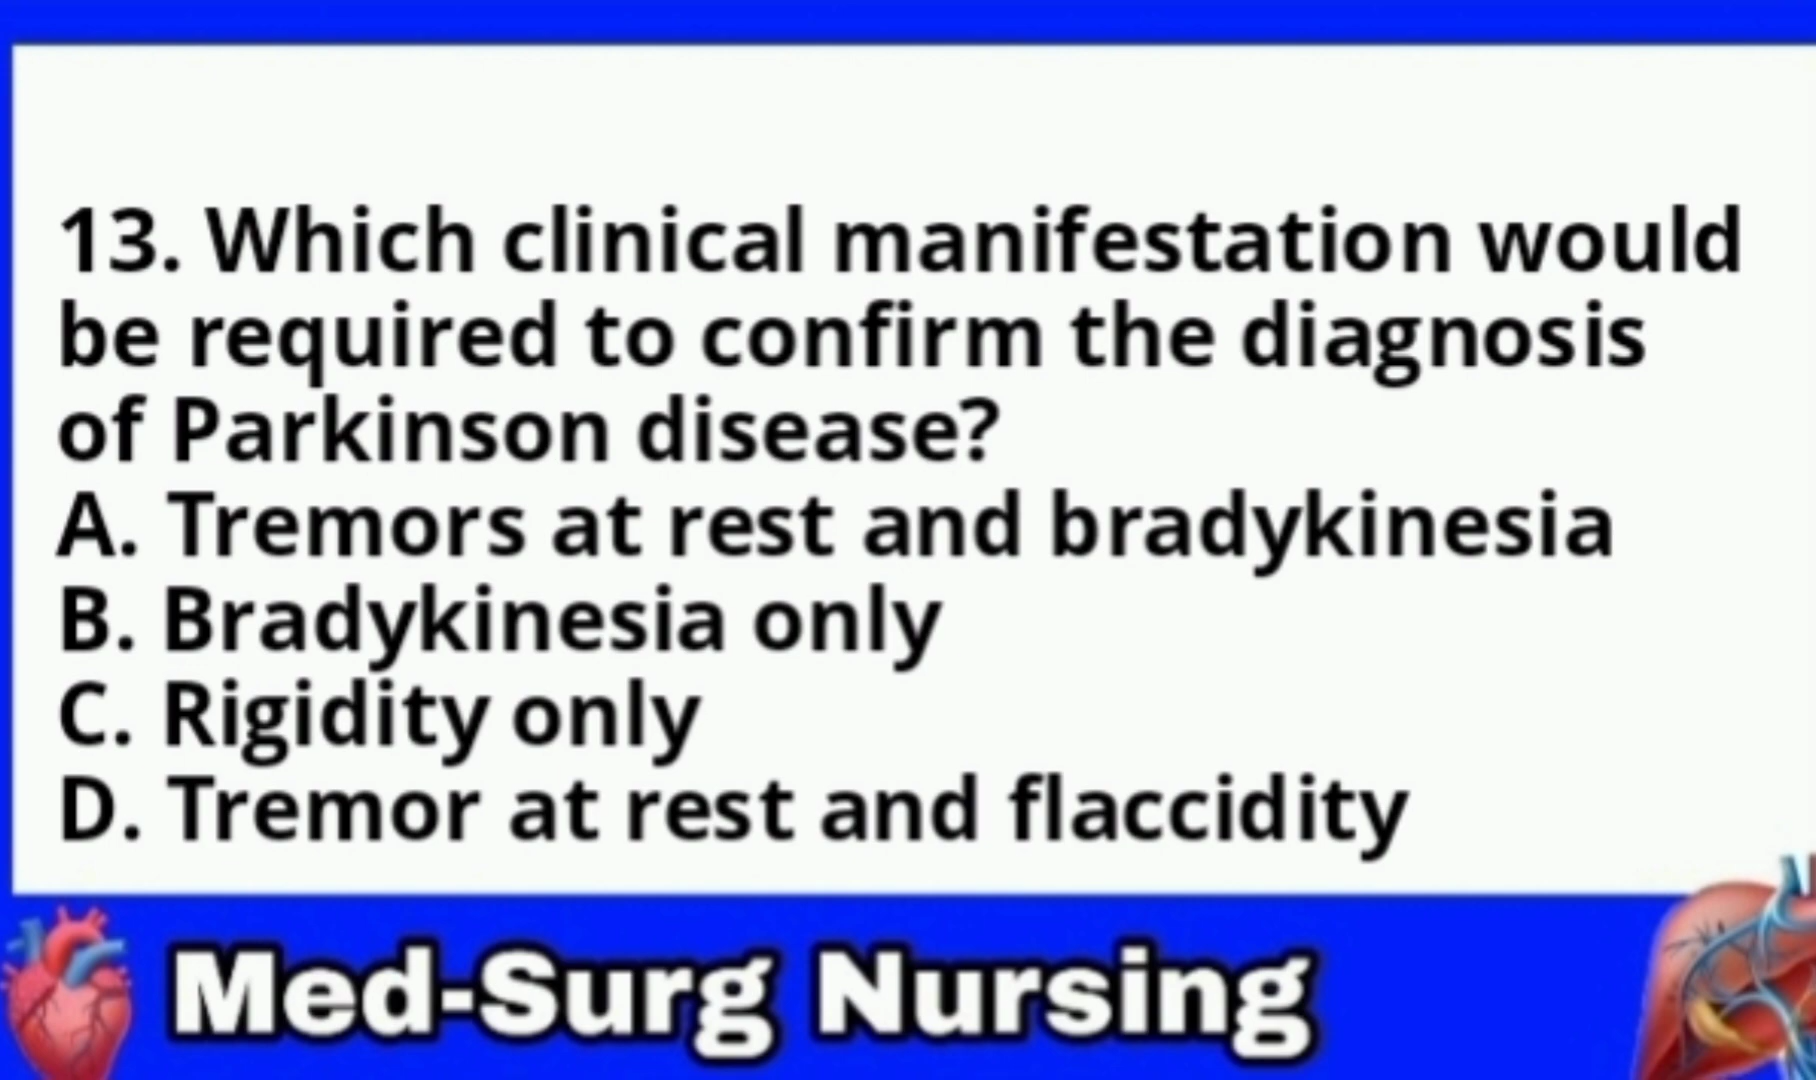 13. Which clinical manifestation would
be required to confirm the diagnosis
of Parkinson disease?
A. Tremors at rest and bradykinesia
B. Bradykinesia only
C. Rigidity only
D. Tremor at rest and flaccidity
Med-Surg Nursing